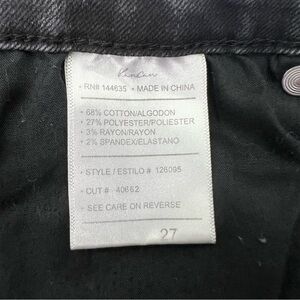 KanCan
• RN# 144635 • MADE IN CHINA
• 68% COTTON/ALGODON
• 27% POLYESTER/POLIESTER
• 3% RAYON/RAYON
• 2% SPANDEX/ELASTANO
• STYLE / ESTILO # 126095
• CUT # 40662
• SEE CARE ON REVERSE
27